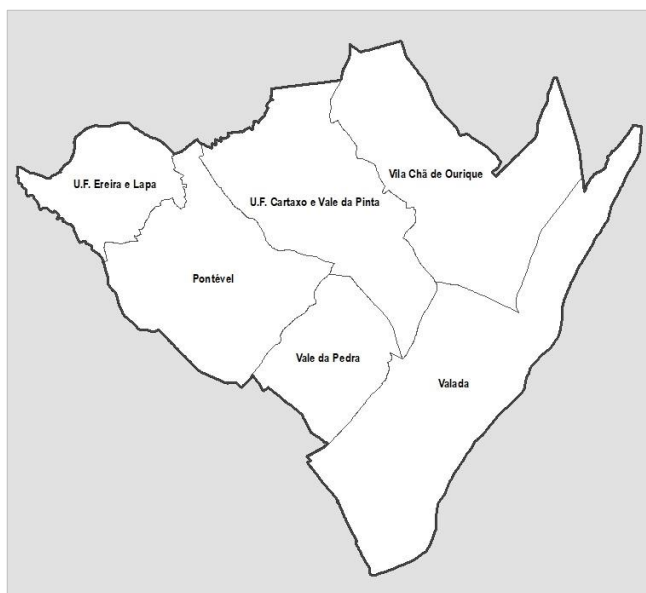 Vila Chã de Ourique
U.F. Ereira e Lapa
U.F. Cartaxo e Vale da Pinta
Pontével
Vale da Pedra
Valada